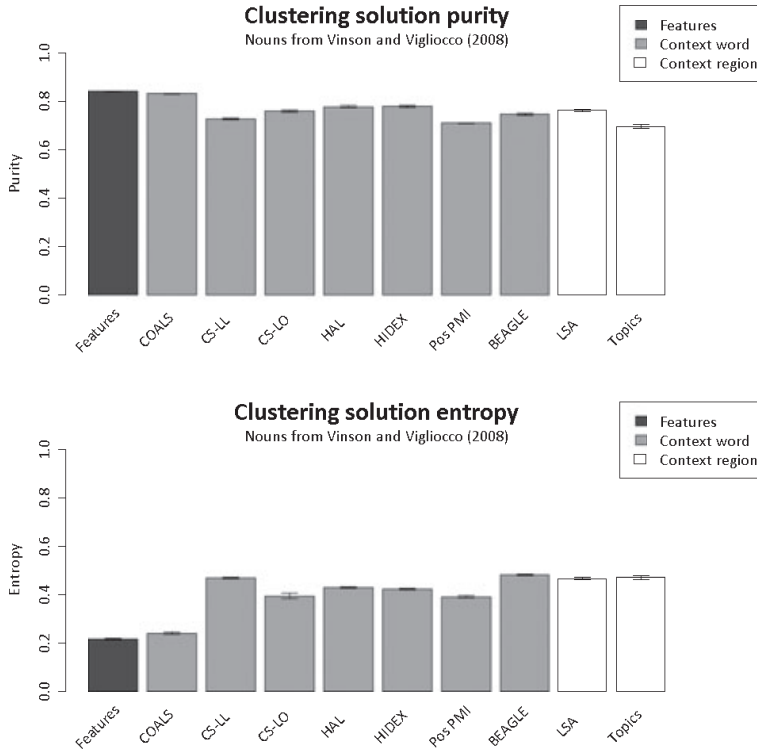 Clustering solution purity
Nouns from Vinson and Vigliocco (2008)
Features
Context word
Context region
Purity
1.0
0.8
0.6
0.4
0.2
0.0
Features
COALS
CS-LL
CS-LO
HAL
HIDEX
Pos PMI
BEAGLE
LSA
Topics
Clustering solution entropy
Nouns from Vinson and Vigliocco (2008)
Features
Context word
Context region
Entropy
1.0
0.8
0.6
0.4
0.2
0.0
Features
COALS
CS-LL
CS-LO
HAL
HIDEX
Pos PMI
BEAGLE
LSA
Topics